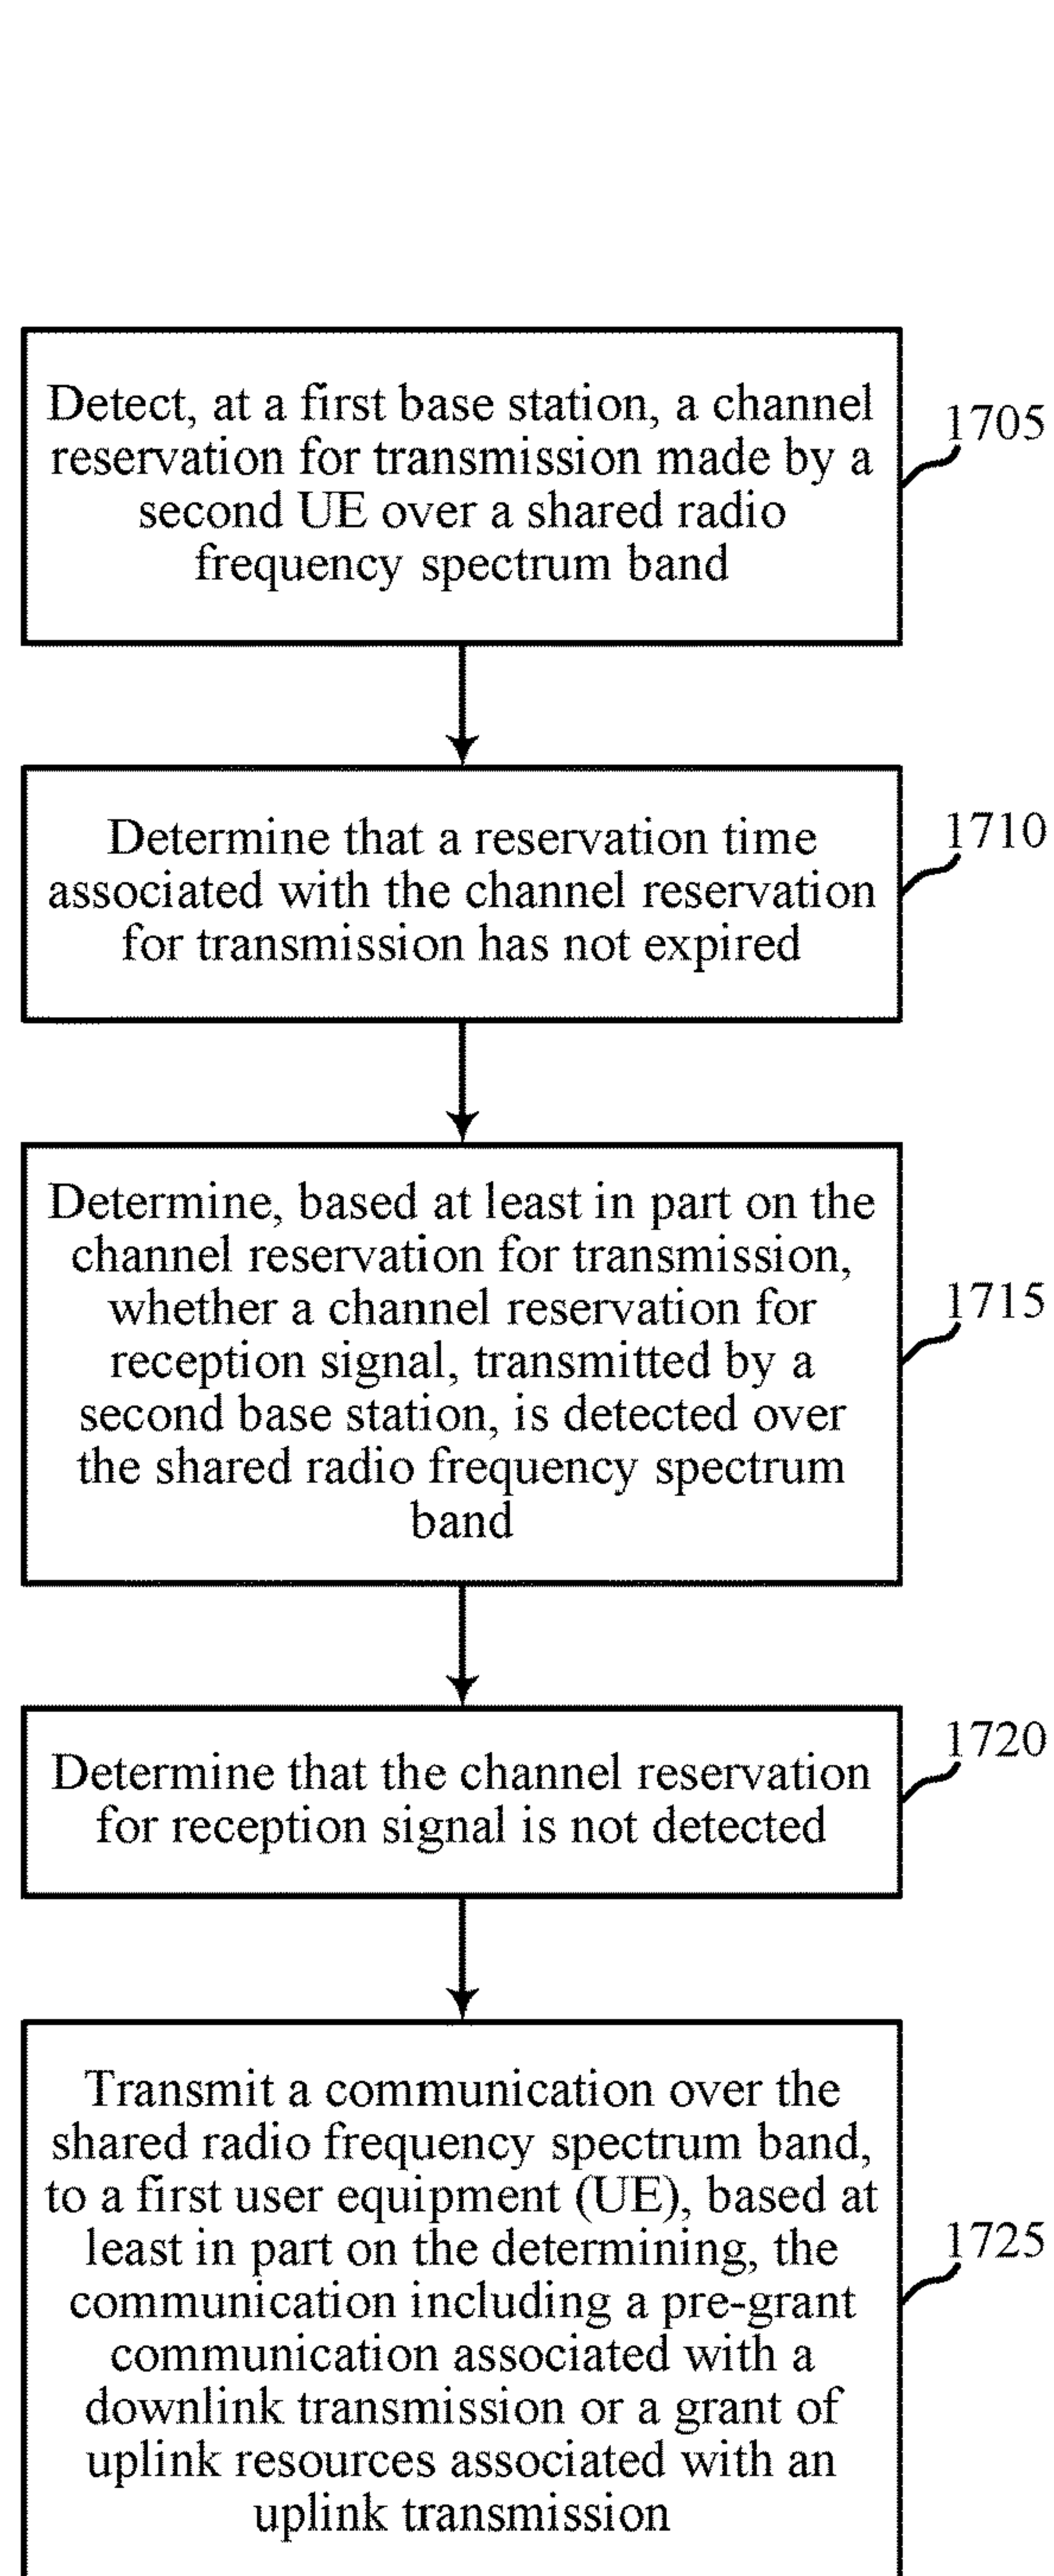 Detect, at a first base station, a channel
reservation for transmission made by a
second UE over a shared radio
frequency spectrum band
1705
Determine that a reservation time
associated with the channel reservation
for transmission has not expired
1710
Determine, based at least in part on the
channel reservation for transmission,
whether a channel reservation for
reception signal, transmitted by a
second base station, is detected over
the shared radio frequency spectrum
band
1715
Determine that the channel reservation
for reception signal is not detected
1720
Transmit a communication over the
shared radio frequency spectrum band,
to a first user equipment (UE), based at
least in part on the determining, the
communication including a pre-grant
communication associated with a
downlink transmission or a grant of
uplink resources associated with an
uplink transmission
1725